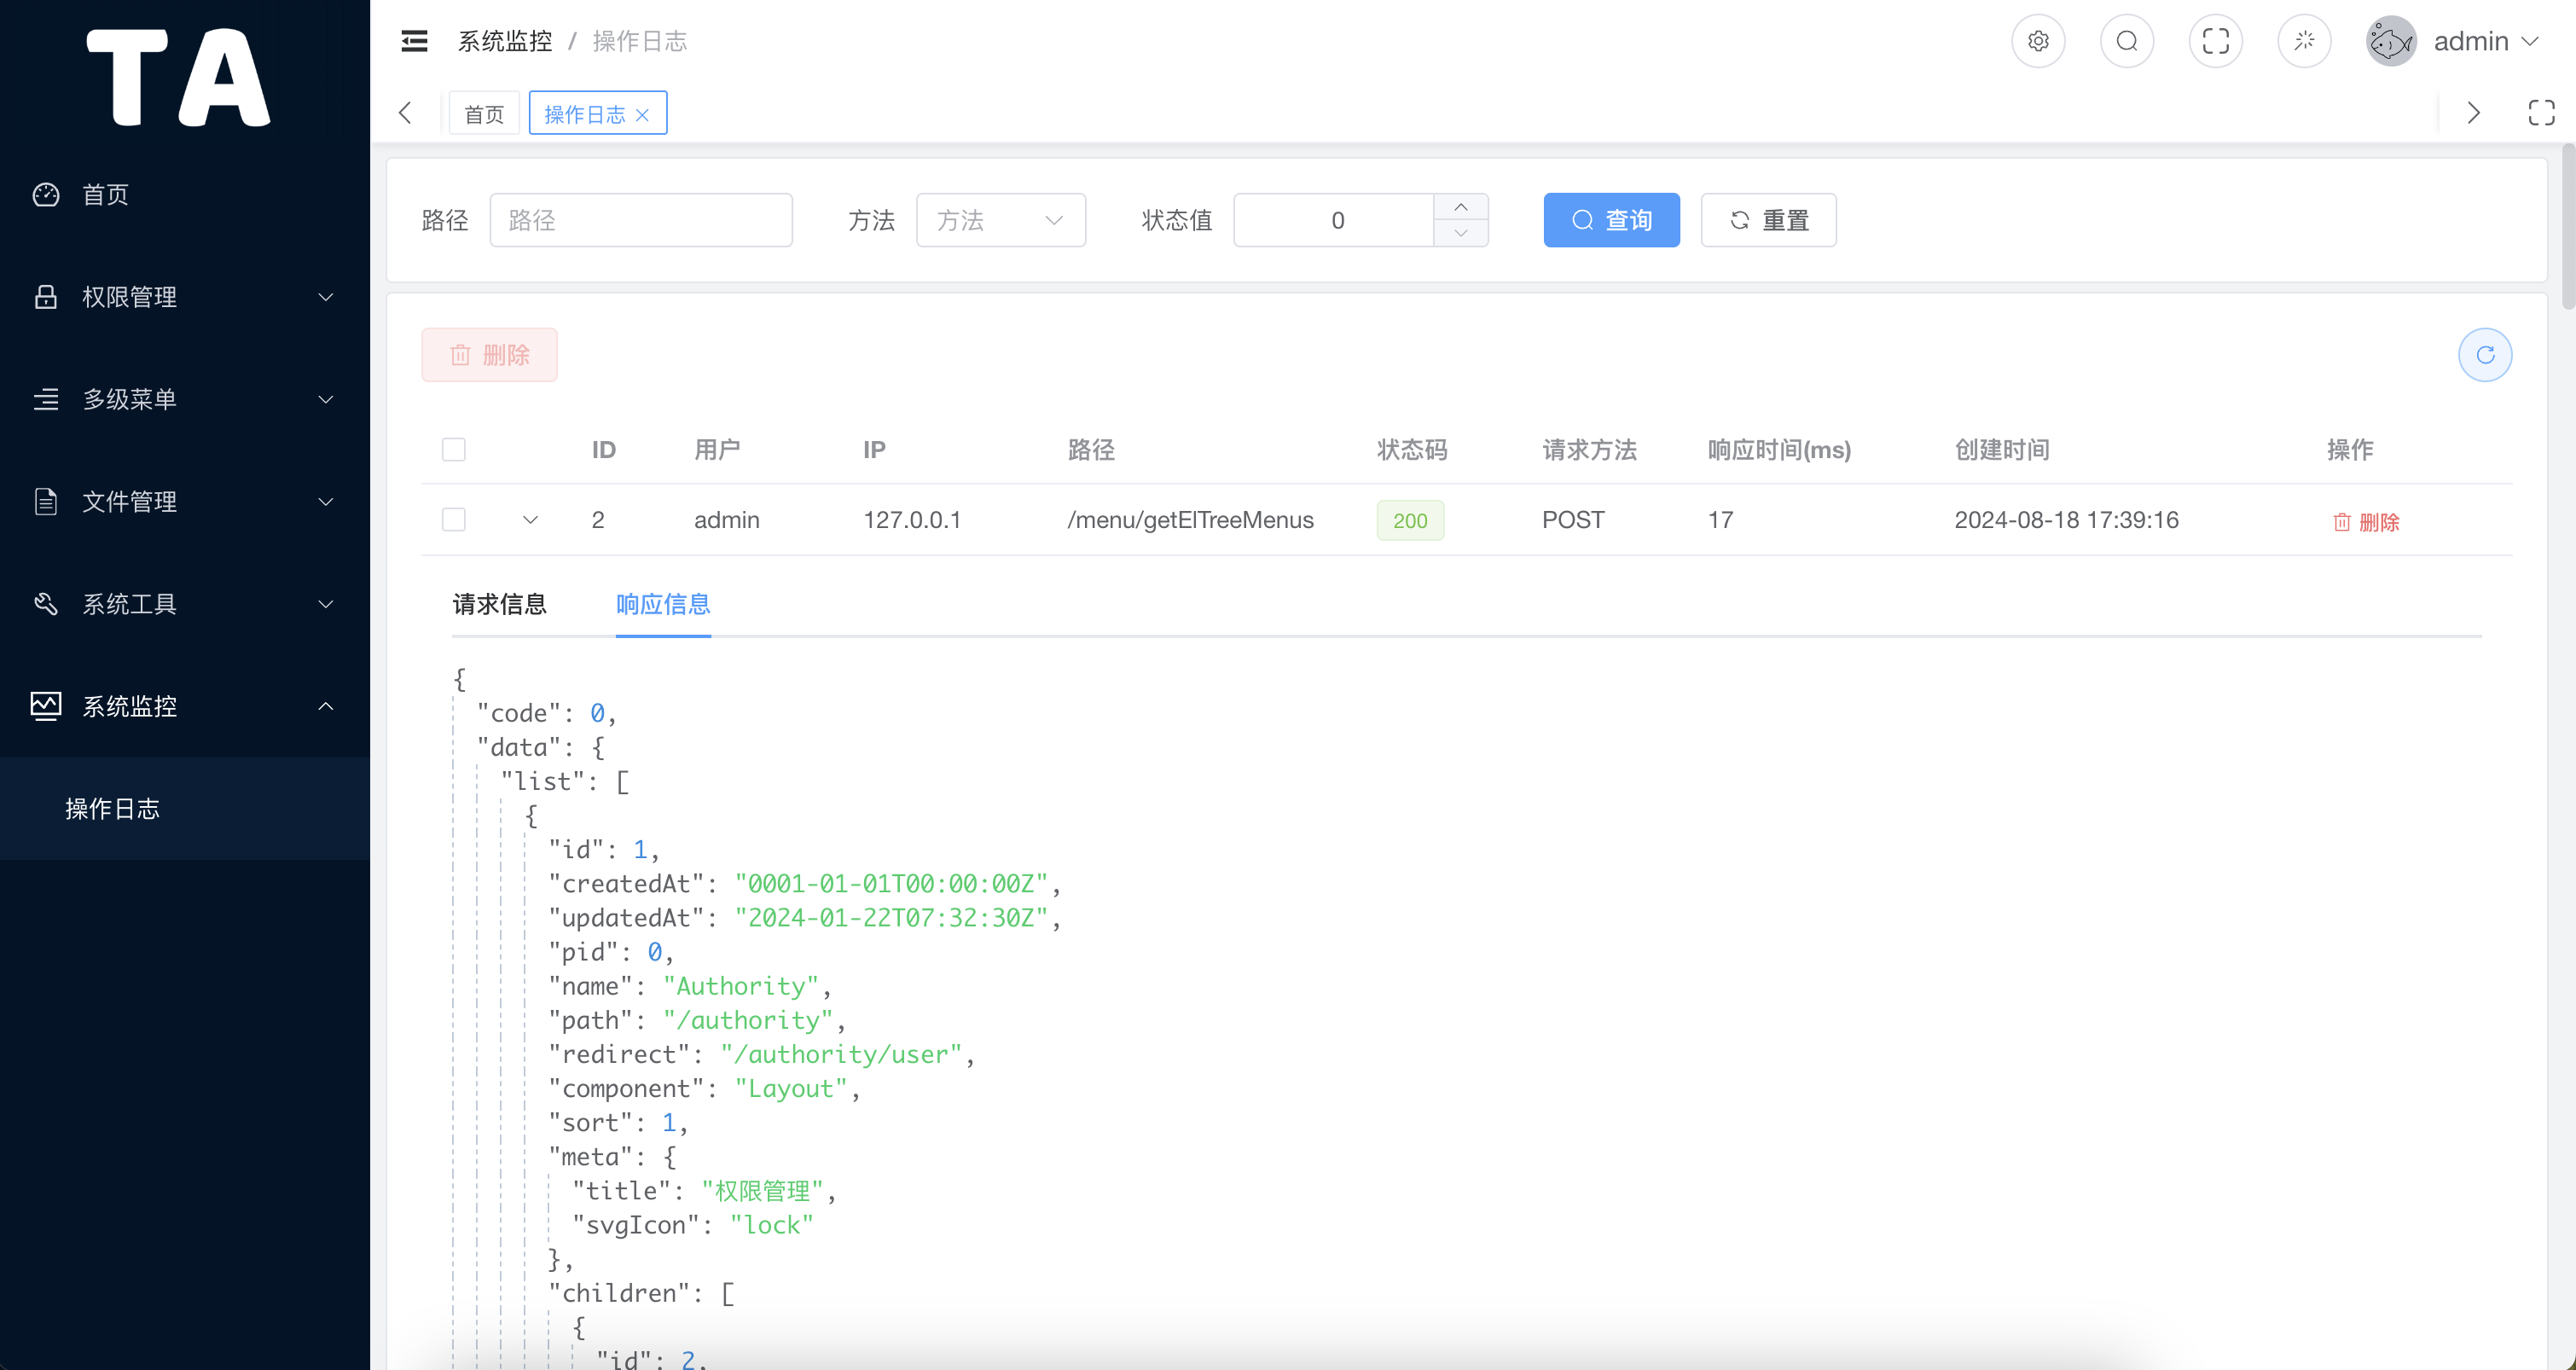 TA
首页
权限管理
多级菜单
文件管理
系统工具
系统监控
操作日志
系统监控 / 操作日志
admin
首页 操作日志
路径 路径 方法 方法 状态值 0 查询 重置
删除
ID 用户 IP 路径 状态码 请求方法 响应时间(ms) 创建时间 操作
2 admin 127.0.0.1 /menu/getElTreeMenus 200 POST 17 2024-08-18 17:39:16 删除
请求信息 响应信息
{
"code": 0,
"data": {
"list": [
{
"id": 1,
"createdAt": "0001-01-01T00:00:00Z",
"updatedAt": "2024-01-22T07:32:30Z",
"pid": 0,
"name": "Authority",
"path": "/authority",
"redirect": "/authority/user",
"component": "Layout",
"sort": 1,
"meta": {
"title": "权限管理",
"svgIcon": "lock"
},
"children": [
{
"id": 2,